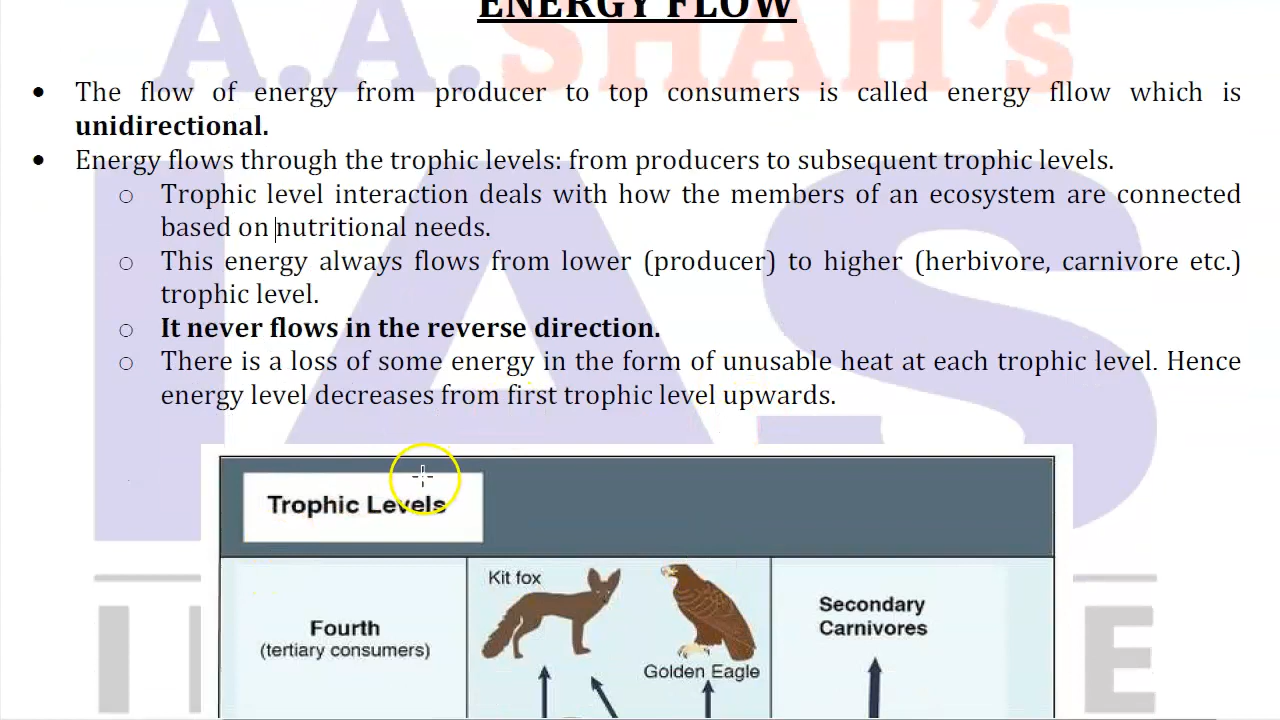 ENERGY FLOW
A.A.SHAH's
The flow of energy from producer to top consumers is called energy fllow which is
unidirectional.
Energy flows through the trophic levels: from producers to subsequent trophic levels.
Trophic level interaction deals with how the members of an ecosystem are connected
based on nutritional needs.
This energy always flows from lower (producer) to higher (herbivore, carnivore etc.)
trophic level.
It never flows in the reverse direction.
There is a loss of some energy in the form of unusable heat at each trophic level. Hence
energy level decreases from first trophic level upwards.
IAS
Trophic Levels
Kit fox
Fourth
(tertiary consumers)
Golden Eagle
Secondary
Carnivores